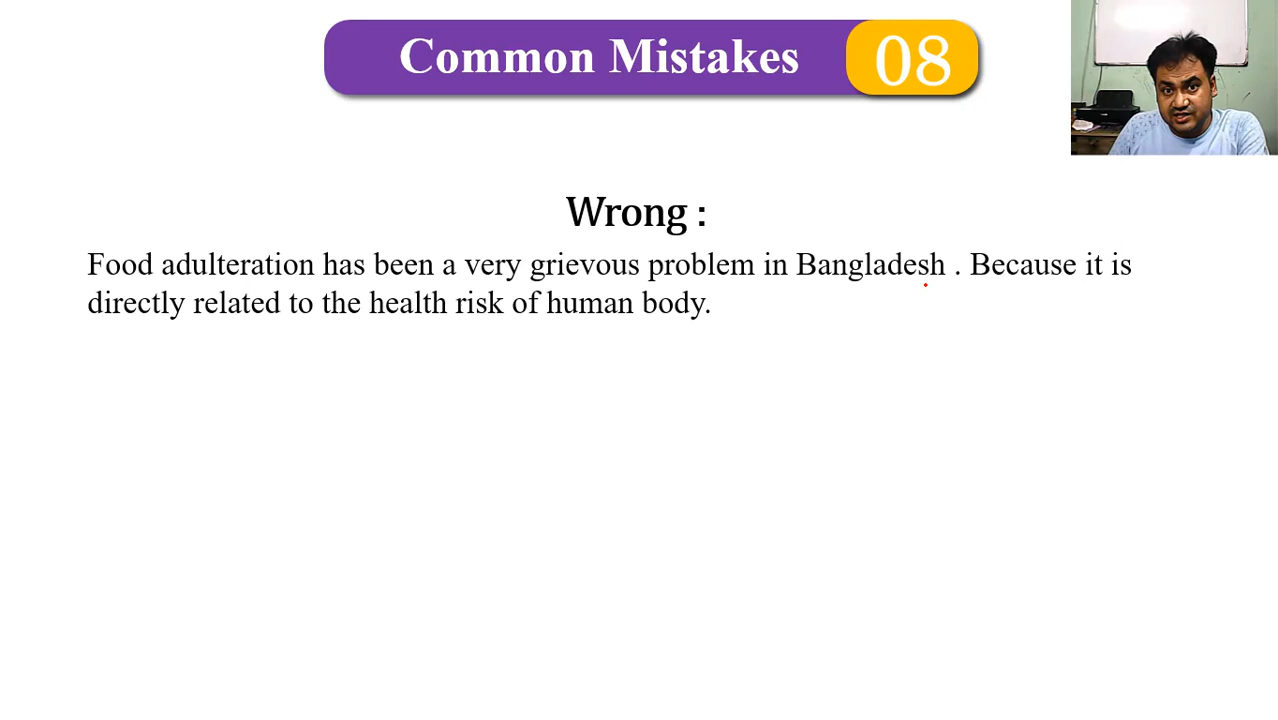 Common Mistakes 08
Wrong :
Food adulteration has been a very grievous problem in Bangladesh . Because it is
directly related to the health risk of human body.